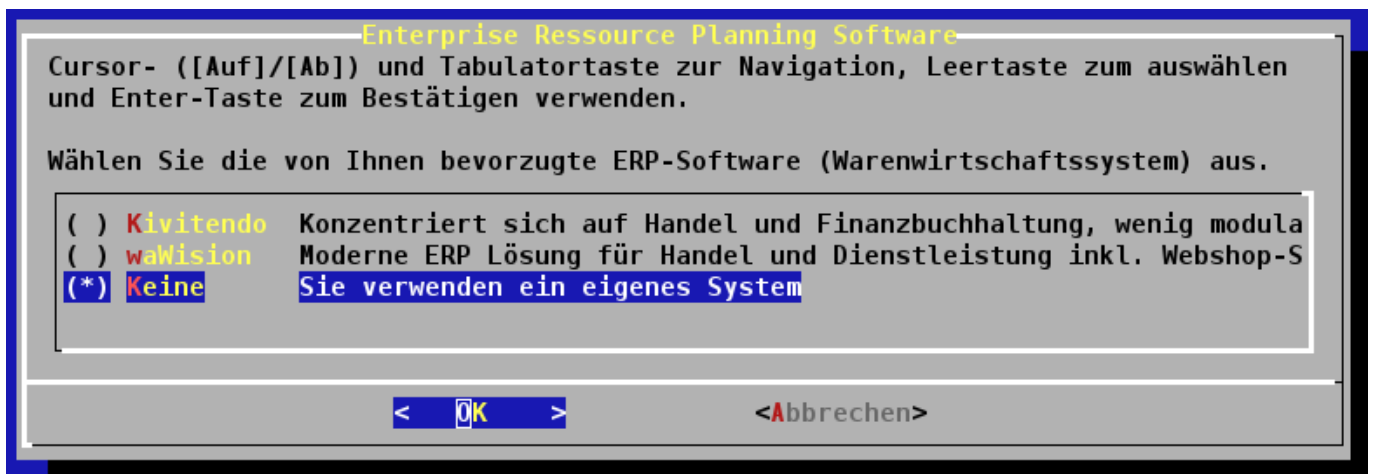 Enterprise Ressource Planning Software
Cursor- ([Auf]/[Ab]) und Tabulatortaste zur Navigation, Leertaste zum auswählen
und Enter-Taste zum Bestätigen verwenden.
Wählen Sie die von Ihnen bevorzugte ERP-Software (Warenwirtschaftssystem) aus.
( ) Kivitendo Konzentriert sich auf Handel und Finanzbuchhaltung, wenig modula
( ) waWision Moderne ERP Lösung für Handel und Dienstleistung inkl. Webshop-S
(*) Keine Sie verwenden ein eigenes System
< OK > <Abbrechen>